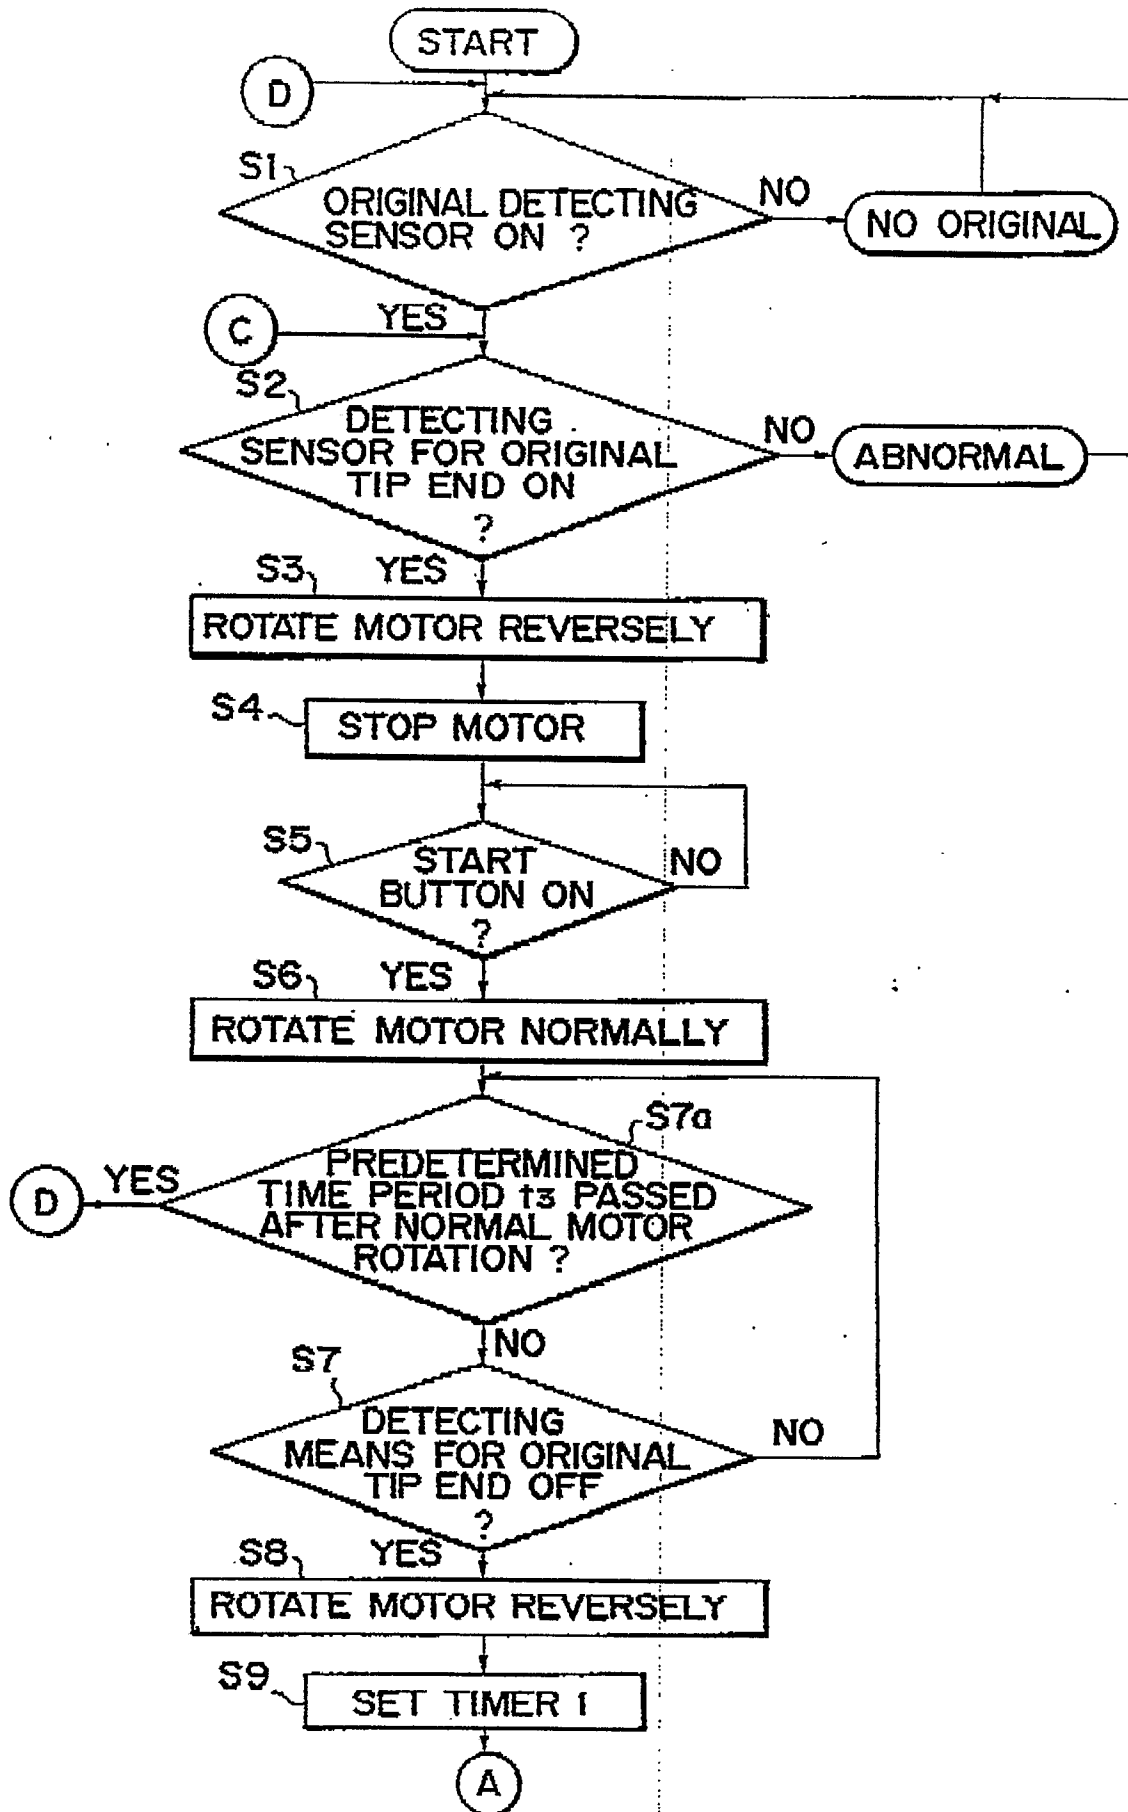 START
D
S1
ORIGINAL DETECTING
SENSOR ON ?
NO
NO ORIGINAL
YES
C
S2
DETECTING
SENSOR FOR ORIGINAL
TIP END ON
?
NO
ABNORMAL
YES
S3
ROTATE MOTOR REVERSELY
S4
STOP MOTOR
S5
START
BUTTON ON
?
NO
YES
S6
ROTATE MOTOR NORMALLY
S7a
PREDETERMINED
TIME PERIOD t3 PASSED
AFTER NORMAL MOTOR
ROTATION ?
YES
D
NO
S7
DETECTING
MEANS FOR ORIGINAL
TIP END OFF
?
NO
YES
S8
ROTATE MOTOR REVERSELY
S9
SET TIMER 1
A